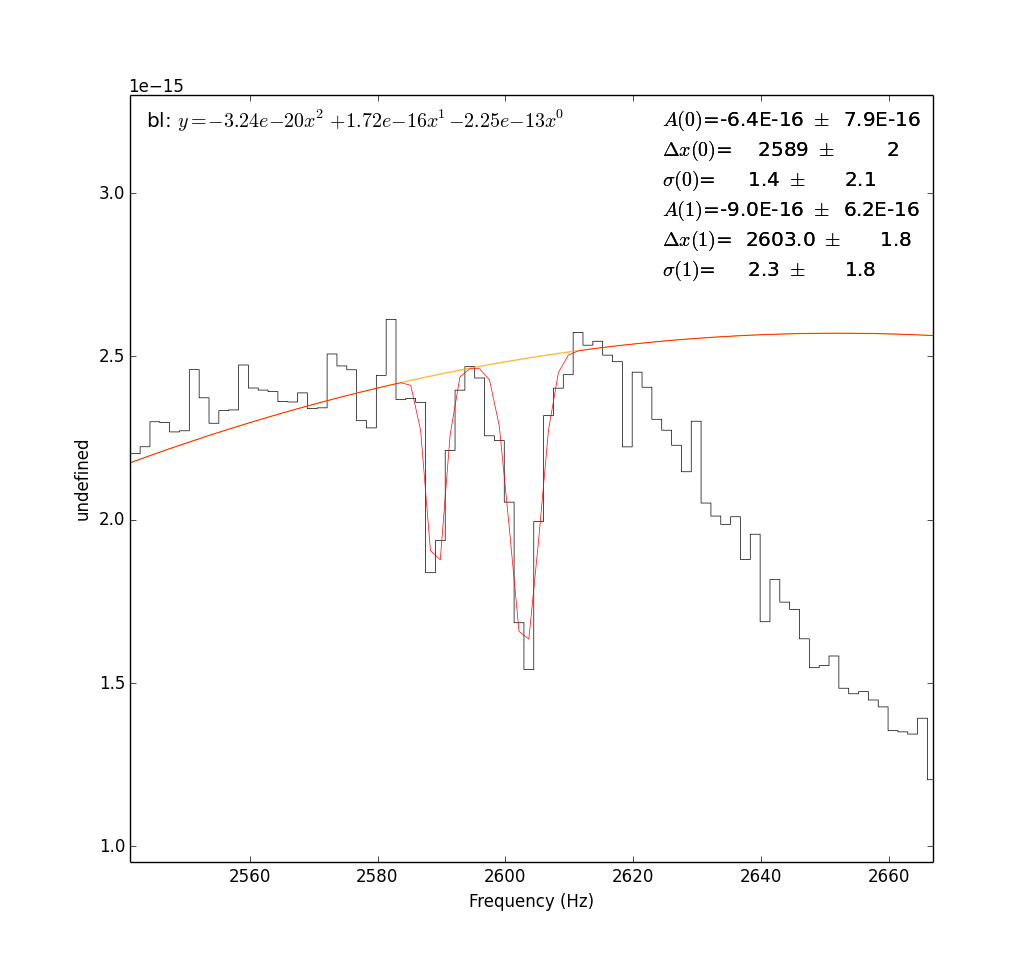 1e−15
bl: y=−3.24e−20x² +1.72e−16x¹ −2.25e−13x⁰
A(0)=-6.4E-16 ± 7.9E-16
Δx(0)= 2589 ± 2
σ(0)= 1.4 ± 2.1
A(1)=-9.0E-16 ± 6.2E-16
Δx(1)= 2603.0 ± 1.8
σ(1)= 2.3 ± 1.8
3.0
2.5
2.0
1.5
1.0
undefined
2560 2580 2600 2620 2640 2660
Frequency (Hz)